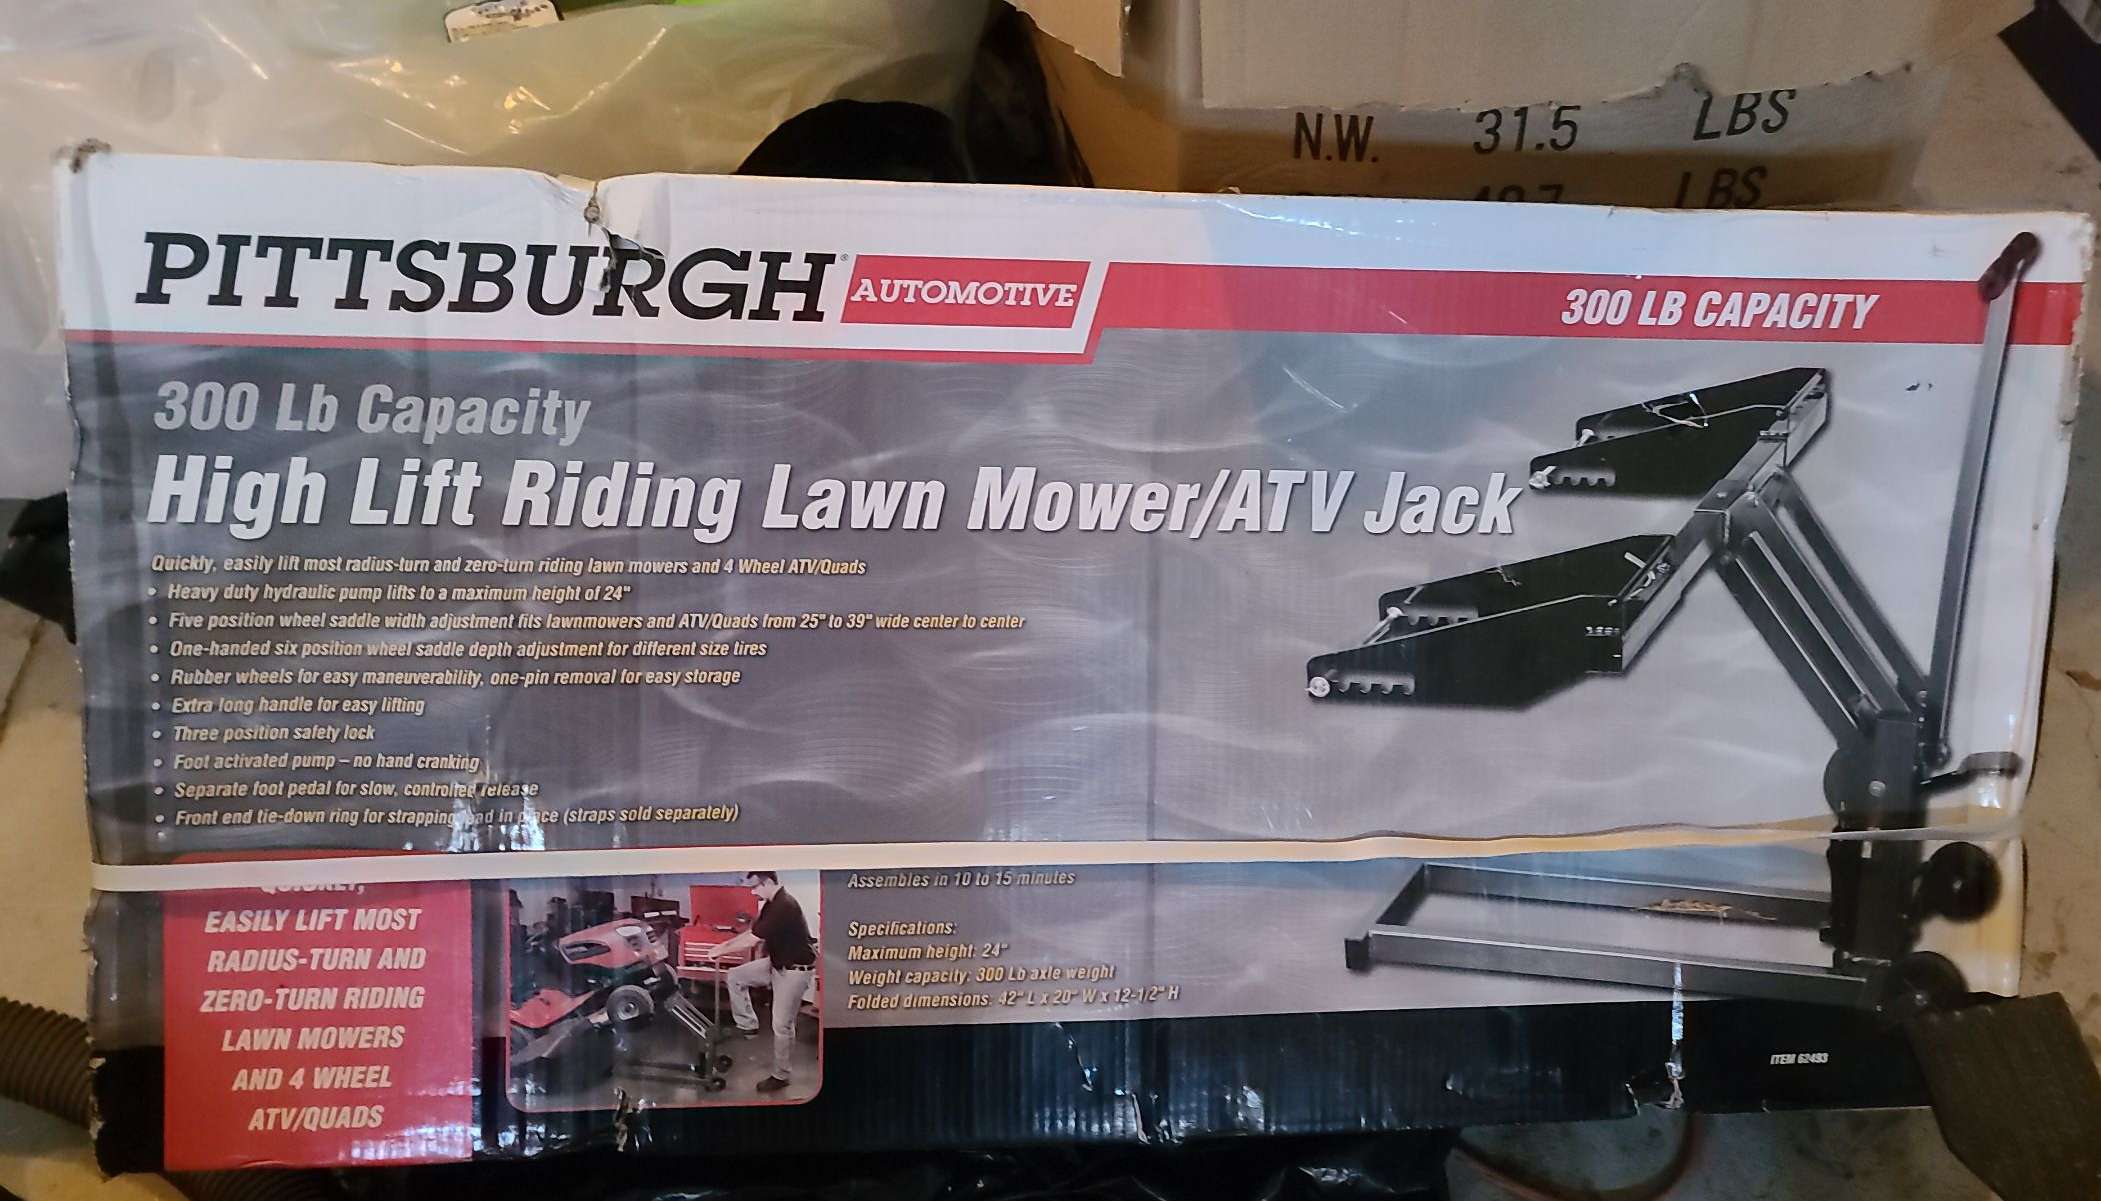 N.W. 31.5 LBS
LBS
PITTSBURGH® AUTOMOTIVE
300 LB CAPACITY
300 Lb Capacity
High Lift Riding Lawn Mower/ATV Jack
Quickly, easily lift most radius-turn and zero-turn riding lawn mowers and 4 Wheel ATV/Quads
• Heavy duty hydraulic pump lifts to a maximum height of 24"
• Five position wheel saddle width adjustment fits lawnmowers and ATV/Quads from 25" to 39" wide center to center
• One-handed six position wheel saddle depth adjustment for different size tires
• Rubber wheels for easy maneuverability, one-pin removal for easy storage
• Extra long handle for easy lifting
• Three position safety lock
• Foot activated pump – no hand cranking
• Separate foot pedal for slow, controlled release
• Front end tie-down ring for strapping load in place (straps sold separately)
QUICKLY,
EASILY LIFT MOST
RADIUS-TURN AND
ZERO-TURN RIDING
LAWN MOWERS
AND 4 WHEEL
ATV/QUADS
Assembles in 10 to 15 minutes
Specifications:
Maximum height: 24"
Weight capacity: 300 Lb axle weight
Folded dimensions: 42" L x 20" W x 12-1/2" H
ITEM 62493